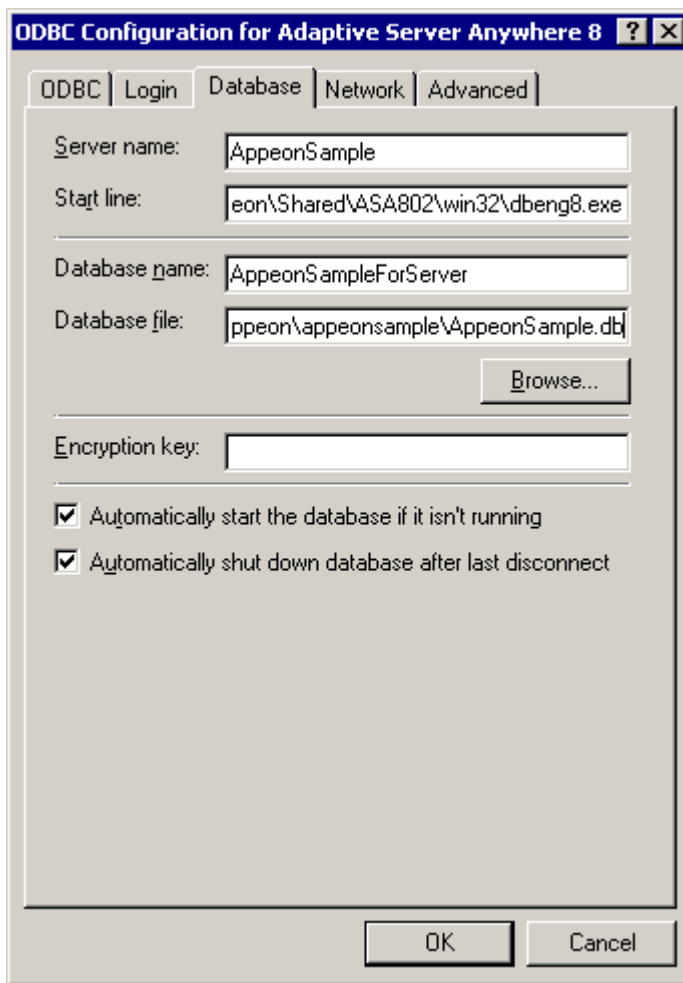 ODBC Configuration for Adaptive Server Anywhere 8 ? X
ODBC Login Database Network Advanced
Server name: AppeonSample
Start line: eon\Shared\ASA802\win32\dbeng8.exe
Database name: AppeonSampleForServer
Database file: ppeon\appeonsample\AppeonSample.db
Browse...
Encryption key:
Automatically start the database if it isn't running
Automatically shut down database after last disconnect
OK Cancel